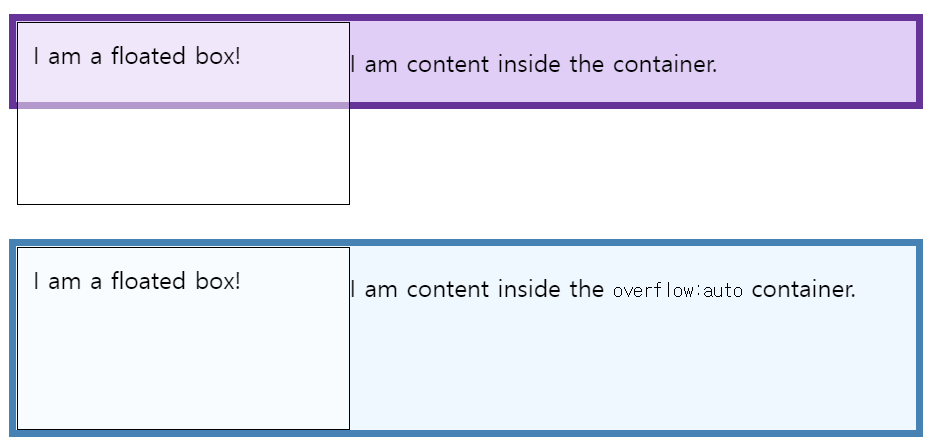 I am a floated box!
I am content inside the container.
I am a floated box!
I am content inside the overflow:auto container.